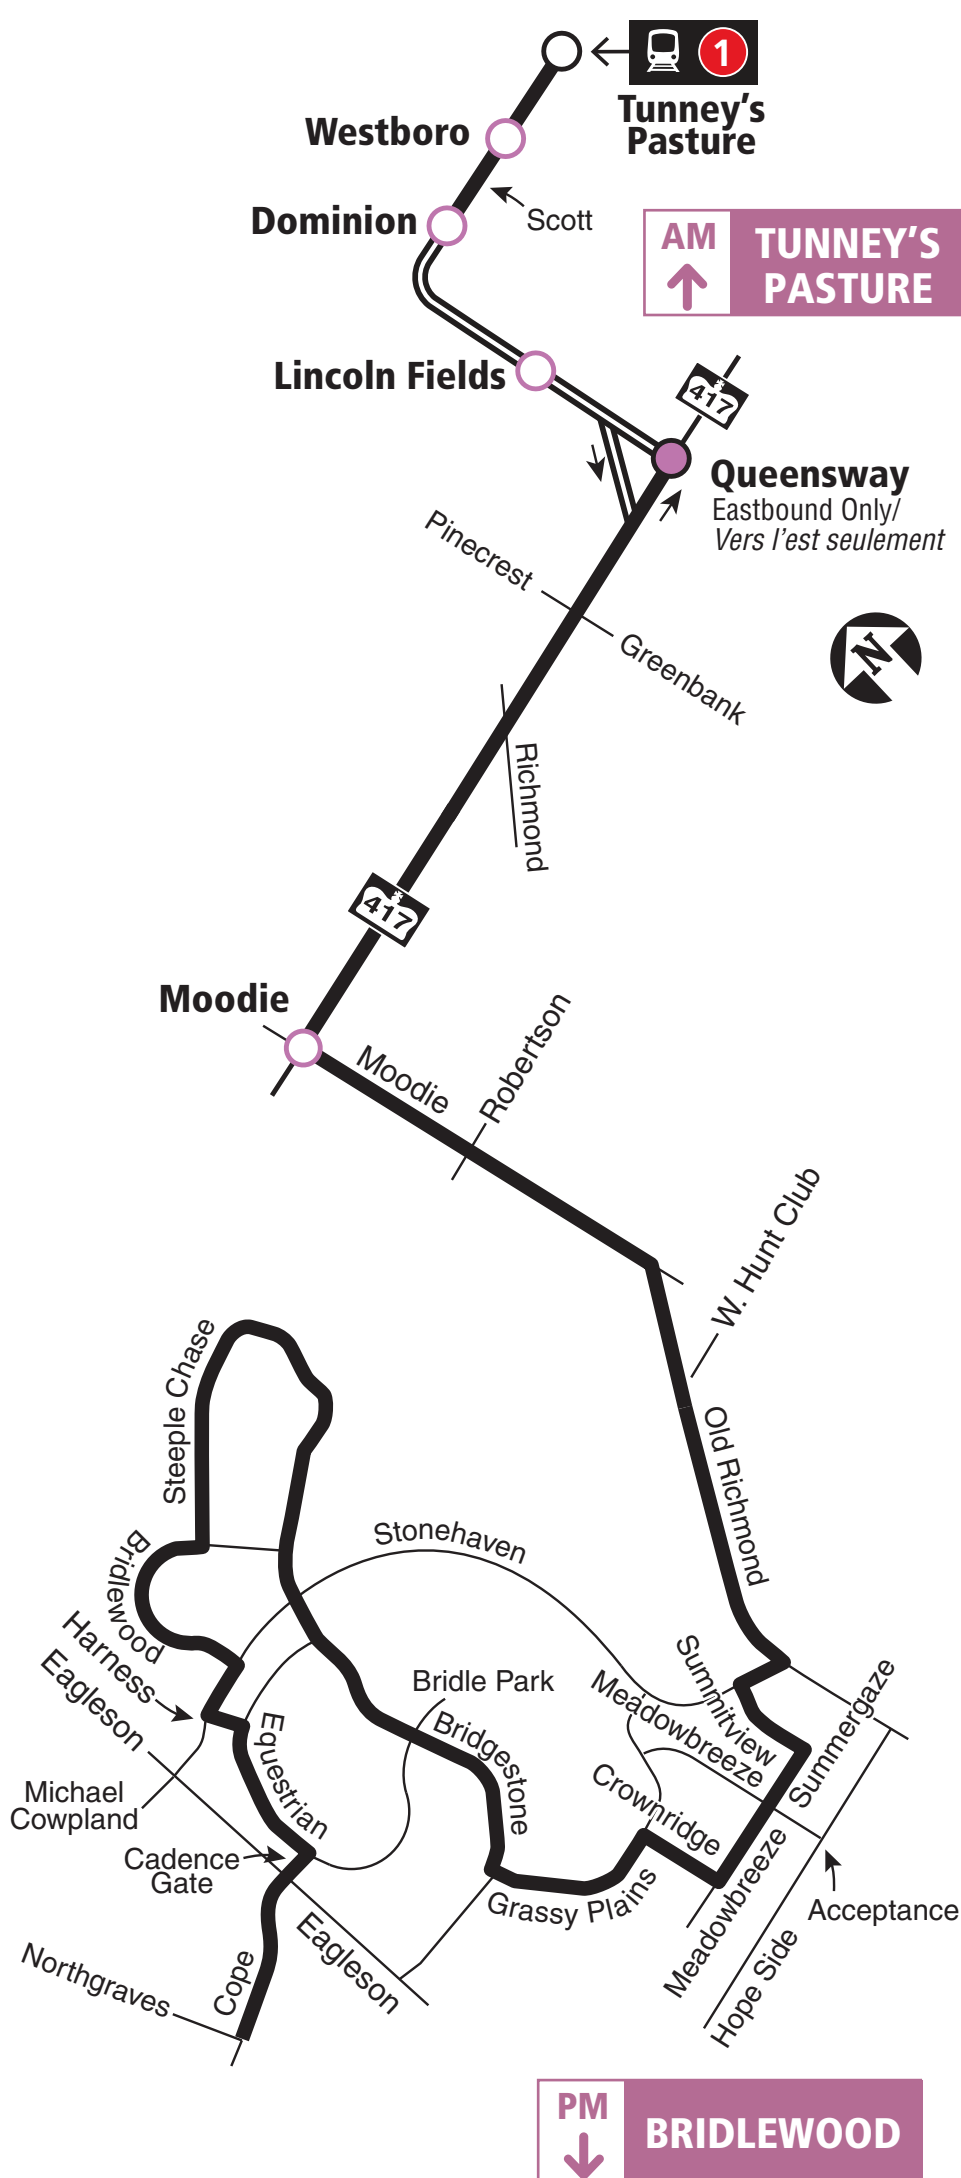 1
Tunney's
Pasture
Westboro
Scott
Dominion
AM
TUNNEY'S
PASTURE
Lincoln Fields
417
Queensway
Eastbound Only/
Vers l'est seulement
Pinecrest
Greenbank
N
Richmond
417
Moodie
Moodie
Robertson
W. Hunt Club
Old Richmond
Steeple Chase
Stonehaven
Bridlewood
Harness
Eagleson
Michael
Cowpland
Equestrian
Cadence
Gate
Bridle Park
Bridgestone
Summitview
Meadowbreeze
Summergaze
Crownridge
Grassy Plains
Meadowbreeze
Acceptance
Hope Side
Eagleson
Northgraves
Cope
PM
BRIDLEWOOD